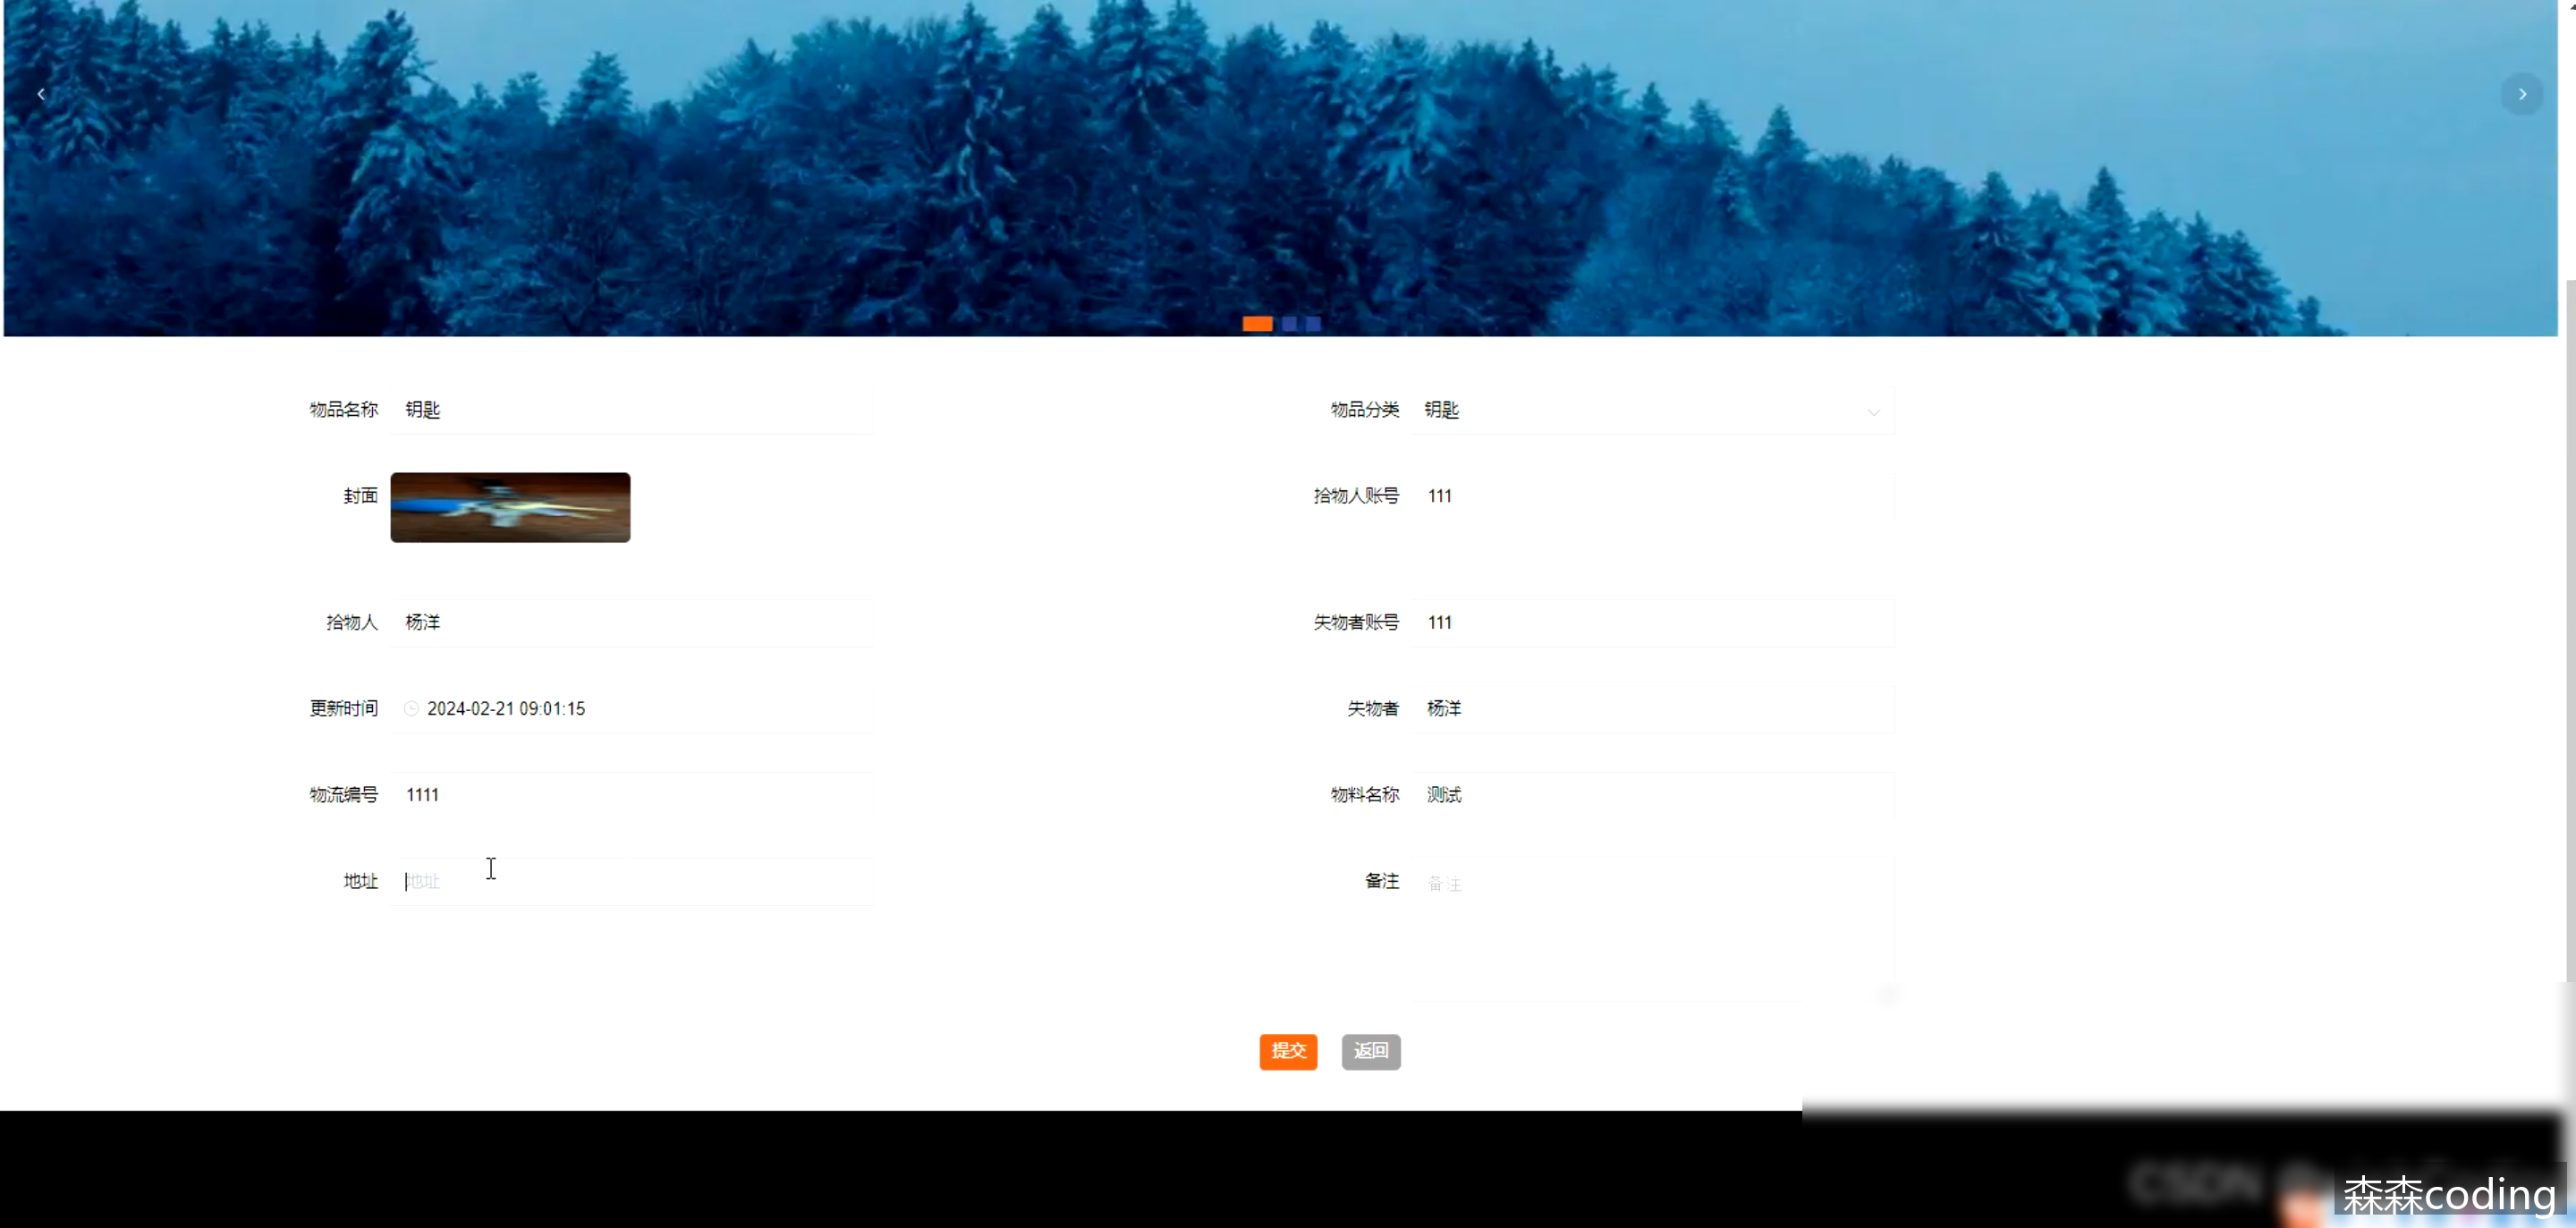 物品名称 钥匙 物品分类 钥匙
封面 拾物人账号 111
拾物人 杨洋 失物者账号 111
更新时间 2024-02-21 09:01:15 失物者 杨洋
物流编号 1111 物料名称 测试
地址 地址 备注 备注
提交 返回
CSDN
森森coding